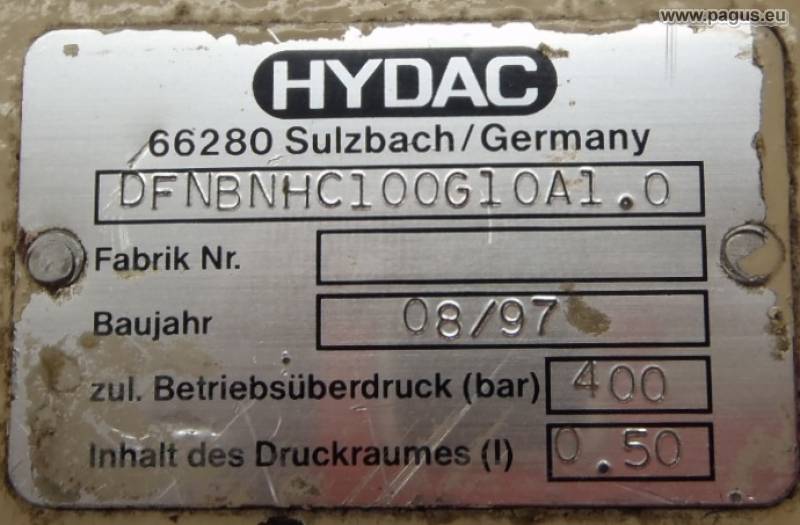 www.pagus.eu
HYDAC
66280 Sulzbach/Germany
DFNBNHC100G10A1.0
Fabrik Nr.
Baujahr 08/97
zul. Betriebsüberdruck (bar) 400
Inhalt des Druckraumes (l) 0.50